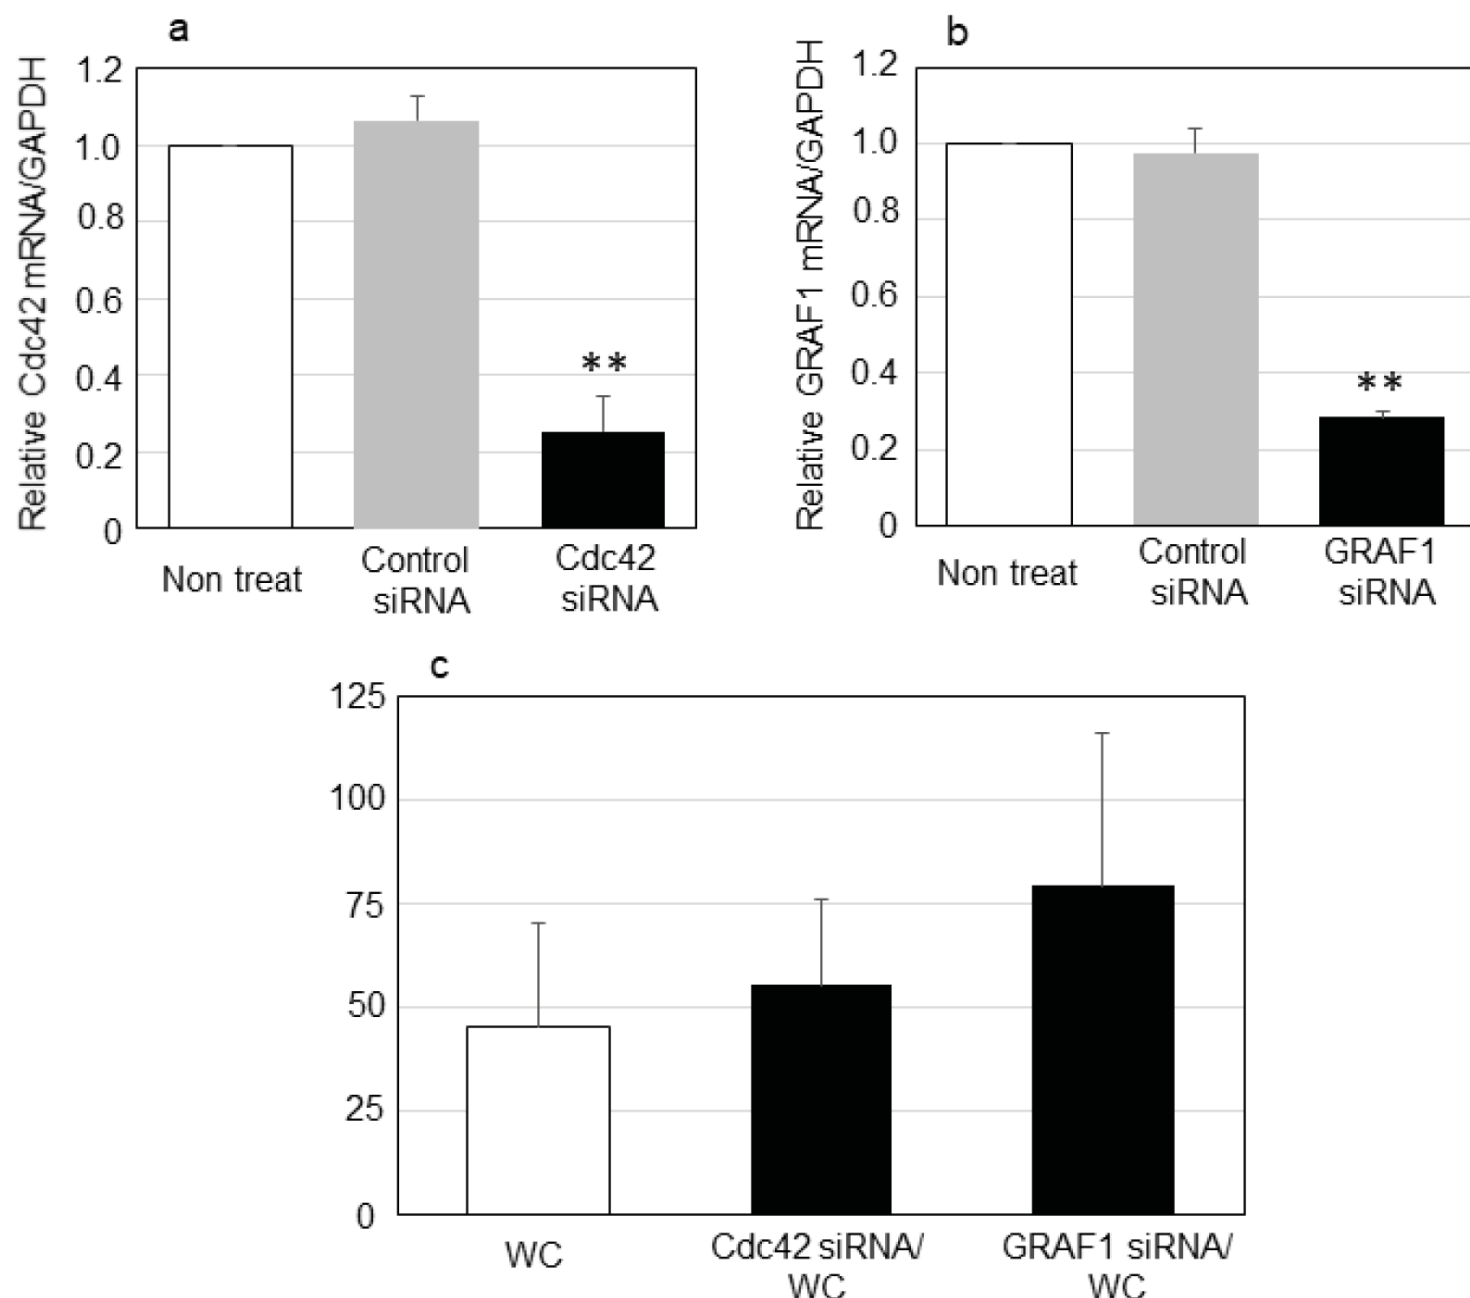 a
Relative Cdc42 mRNA/GAPDH
1.2
1.0
0.8
0.6
0.4
0.2
0
**
Non treat
Control
siRNA
Cdc42
siRNA
b
Relative GRAF1 mRNA/GAPDH
1.2
1.0
0.8
0.6
0.4
0.2
0
**
Non treat
Control
siRNA
GRAF1
siRNA
c
125
100
75
50
25
0
WC
Cdc42 siRNA/
WC
GRAF1 siRNA/
WC